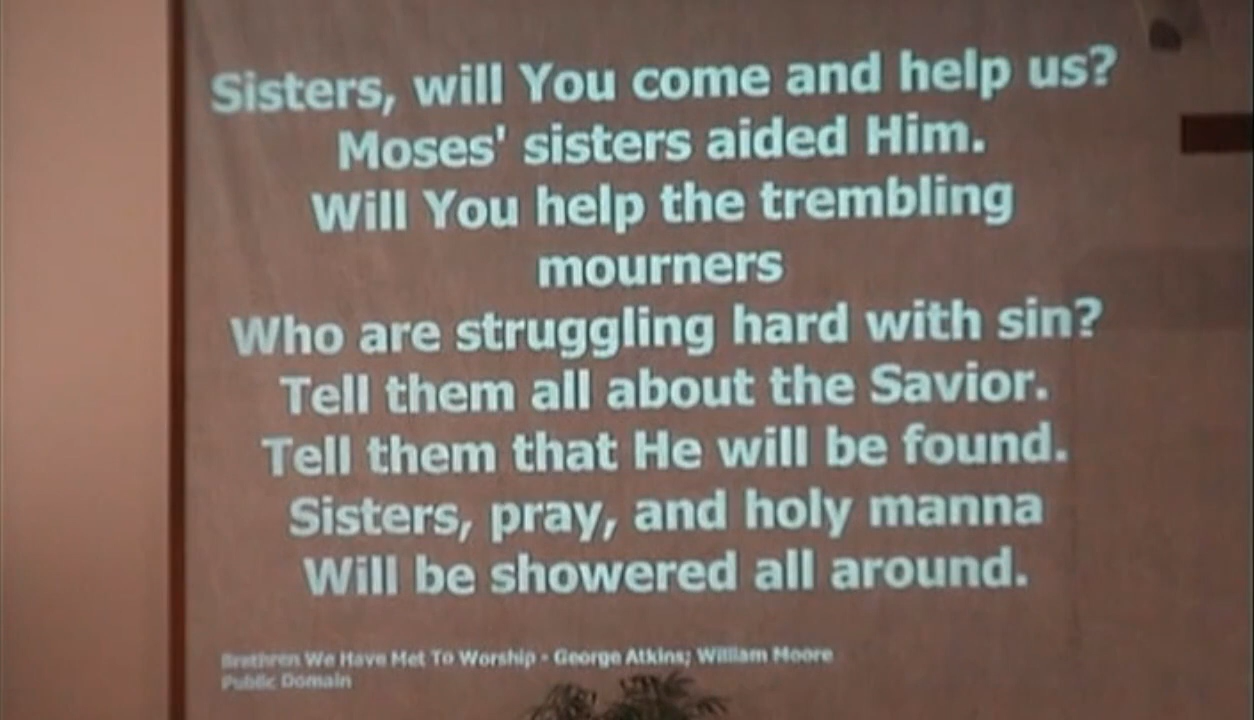 Sisters, will You come and help us?
Moses' sisters aided Him.
Will You help the trembling
mourners
Who are struggling hard with sin?
Tell them all about the Savior.
Tell them that He will be found.
Sisters, pray, and holy manna
Will be showered all around.
Brethren We Have Met To Worship - George Atkins; William Moore
Public Domain